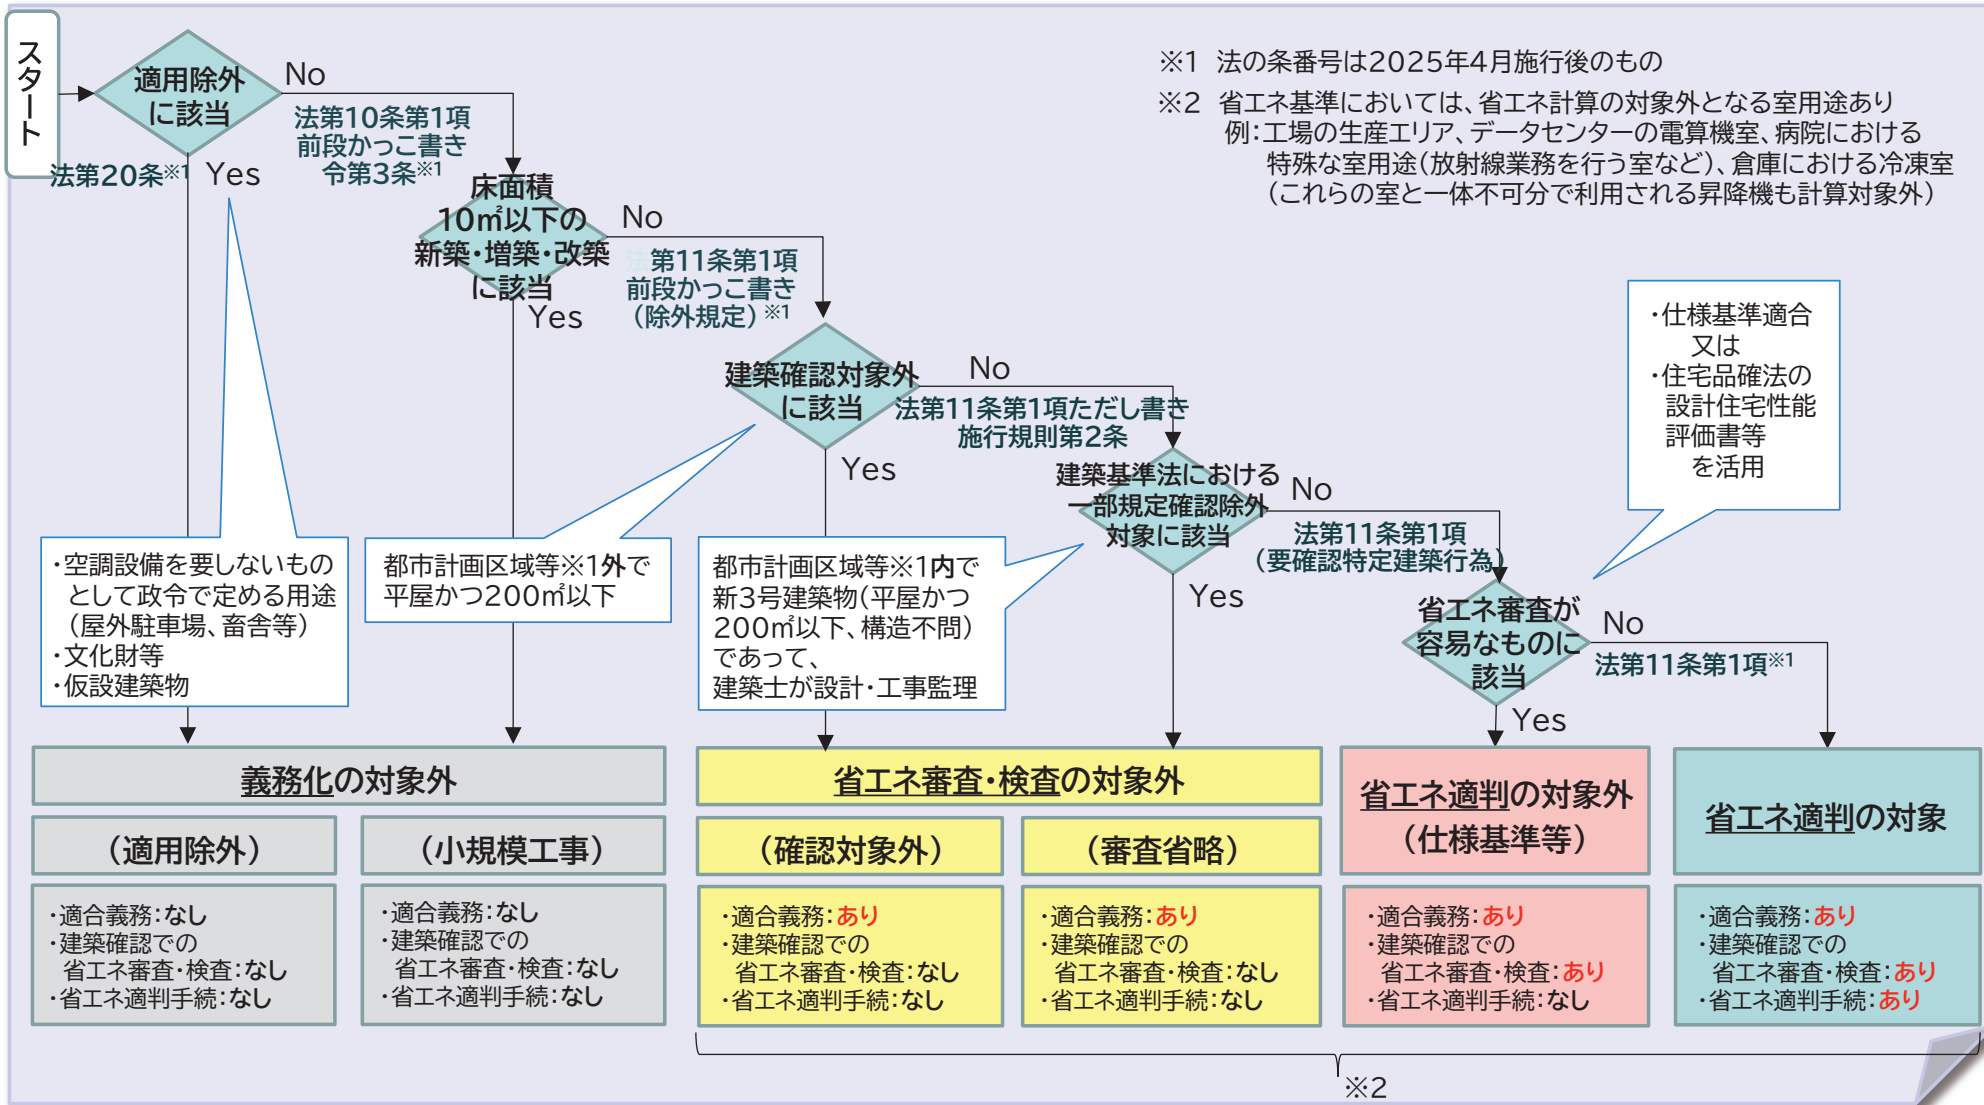 スタート
適用除外
に該当
No
法第10条第1項
前段かっこ書き
令第3条※1
法第20条※1
Yes
床面積
10㎡以下の
新築・増築・改築
に該当
No
法第11条第1項
前段かっこ書き
（除外規定）※1
Yes
建築確認対象外
に該当
No
法第11条第1項ただし書き
施行規則第2条
Yes
建築基準法における
一部規定確認除外
対象に該当
No
法第11条第1項
（要確認特定建築行為）
Yes
省エネ審査が
容易なものに
該当
No
法第11条第1項※1
Yes
※1 法の条番号は2025年4月施行後のもの
※2 省エネ基準においては、省エネ計算の対象外となる室用途あり
例：工場の生産エリア、データセンターの電算機室、病院における
特殊な室用途（放射線業務を行う室など）、倉庫における冷凍室
（これらの室と一体不可分で利用される昇降機も計算対象外）
・仕様基準適合
又は
・住宅品確法の
設計住宅性能
評価書等
を活用
・空調設備を要しないもの
として政令で定める用途
（屋外駐車場、畜舎等）
・文化財等
・仮設建築物
都市計画区域等※1外で
平屋かつ200㎡以下
都市計画区域等※1内で
新3号建築物（平屋かつ
200㎡以下、構造不問）
であって、
建築士が設計・工事監理
義務化の対象外
（適用除外）
・適合義務：なし
・建築確認での
省エネ審査・検査：なし
・省エネ適判手続：なし
（小規模工事）
・適合義務：なし
・建築確認での
省エネ審査・検査：なし
・省エネ適判手続：なし
省エネ審査・検査の対象外
（確認対象外）
・適合義務：あり
・建築確認での
省エネ審査・検査：なし
・省エネ適判手続：なし
（審査省略）
・適合義務：あり
・建築確認での
省エネ審査・検査：なし
・省エネ適判手続：なし
省エネ適判の対象外
（仕様基準等）
・適合義務：あり
・建築確認での
省エネ審査・検査：あり
・省エネ適判手続：なし
省エネ適判の対象
・適合義務：あり
・建築確認での
省エネ審査・検査：あり
・省エネ適判手続：あり
※2